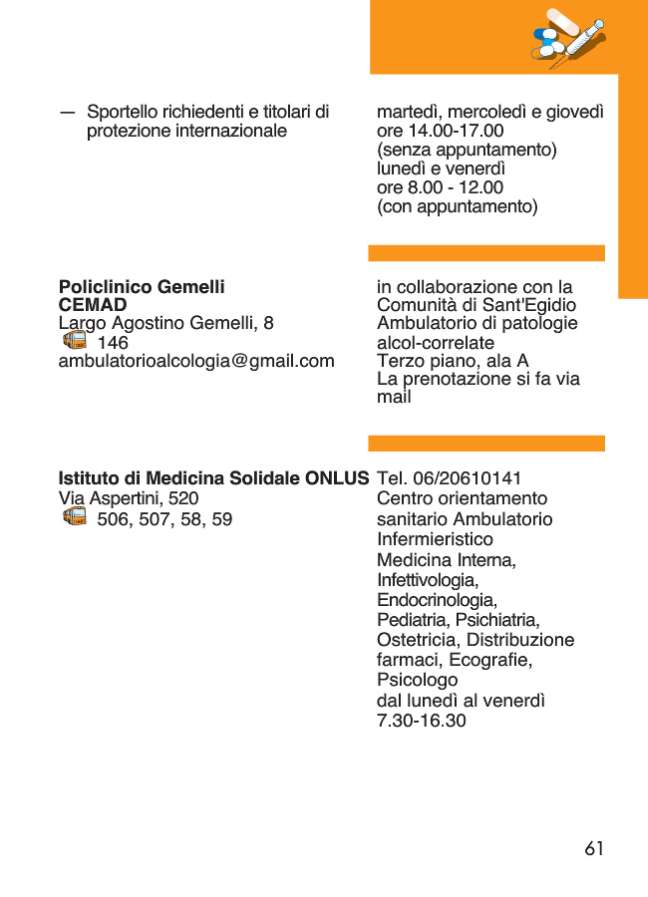 — Sportello richiedenti e titolari di
protezione internazionale
martedì, mercoledì e giovedì
ore 14.00-17.00
(senza appuntamento)
lunedì e venerdì
ore 8.00 - 12.00
(con appuntamento)
Policlinico Gemelli
CEMAD
Largo Agostino Gemelli, 8
146
ambulatorioalcologia@gmail.com
in collaborazione con la
Comunità di Sant'Egidio
Ambulatorio di patologie
alcol-correlate
Terzo piano, ala A
La prenotazione si fa via
mail
Istituto di Medicina Solidale ONLUS
Via Aspertini, 520
506, 507, 58, 59
Tel. 06/20610141
Centro orientamento
sanitario Ambulatorio
Infermieristico
Medicina Interna,
Infettivologia,
Endocrinologia,
Pediatria, Psichiatria,
Ostetricia, Distribuzione
farmaci, Ecografie,
Psicologo
dal lunedì al venerdì
7.30-16.30
61